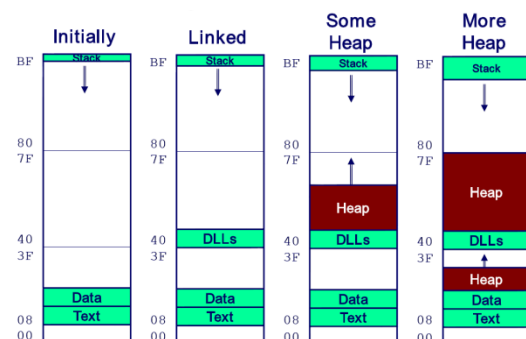 Initially
BF
Stack
80
7F
40
3F
Data
Text
08
00
Linked
BF
Stack
80
7F
DLLs
40
3F
Data
Text
08
00
Some
Heap
BF
Stack
80
7F
Heap
DLLs
40
3F
Data
Text
08
00
More
Heap
BF
Stack
80
7F
Heap
DLLs
40
3F
Heap
Data
Text
08
00